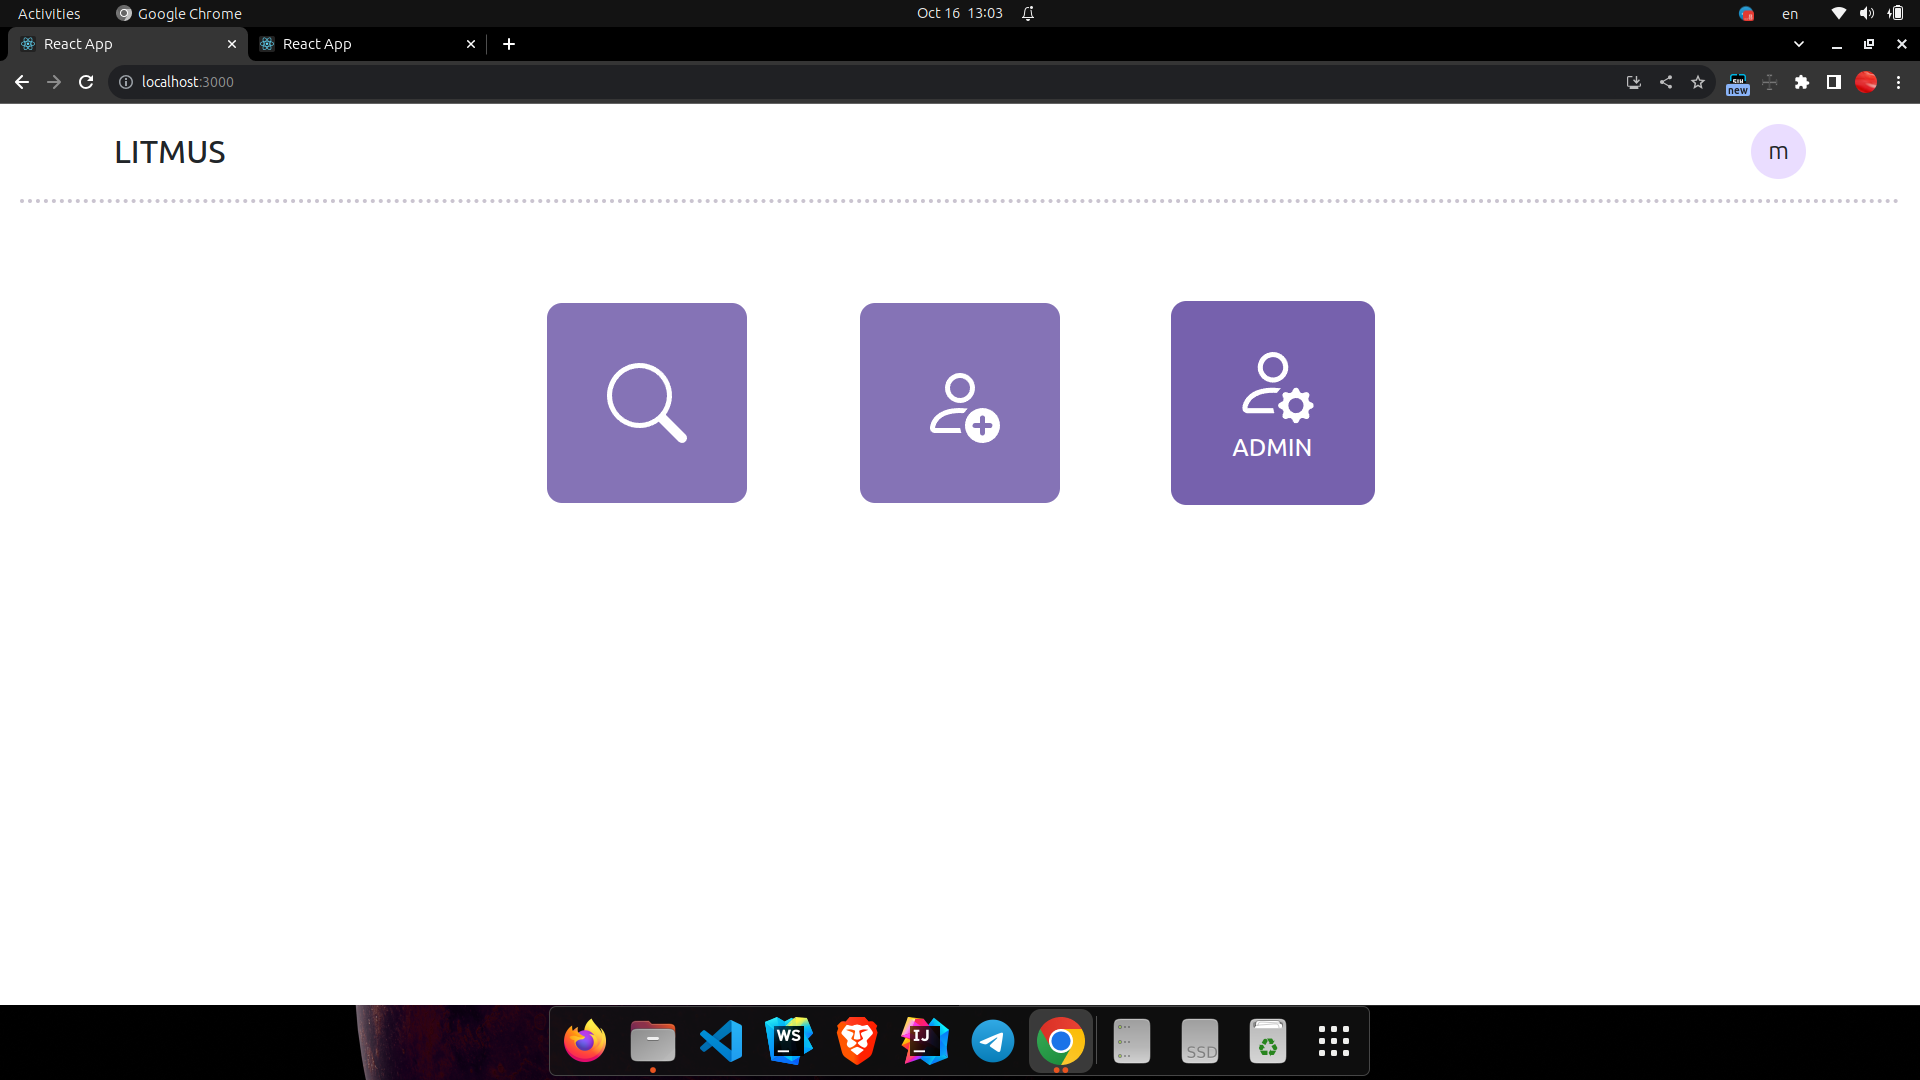 Activities
Google Chrome
Oct 16 13:03
en
React App
React App
localhost:3000
new
LITMUS
m
ADMIN
WS
IJ
SSD